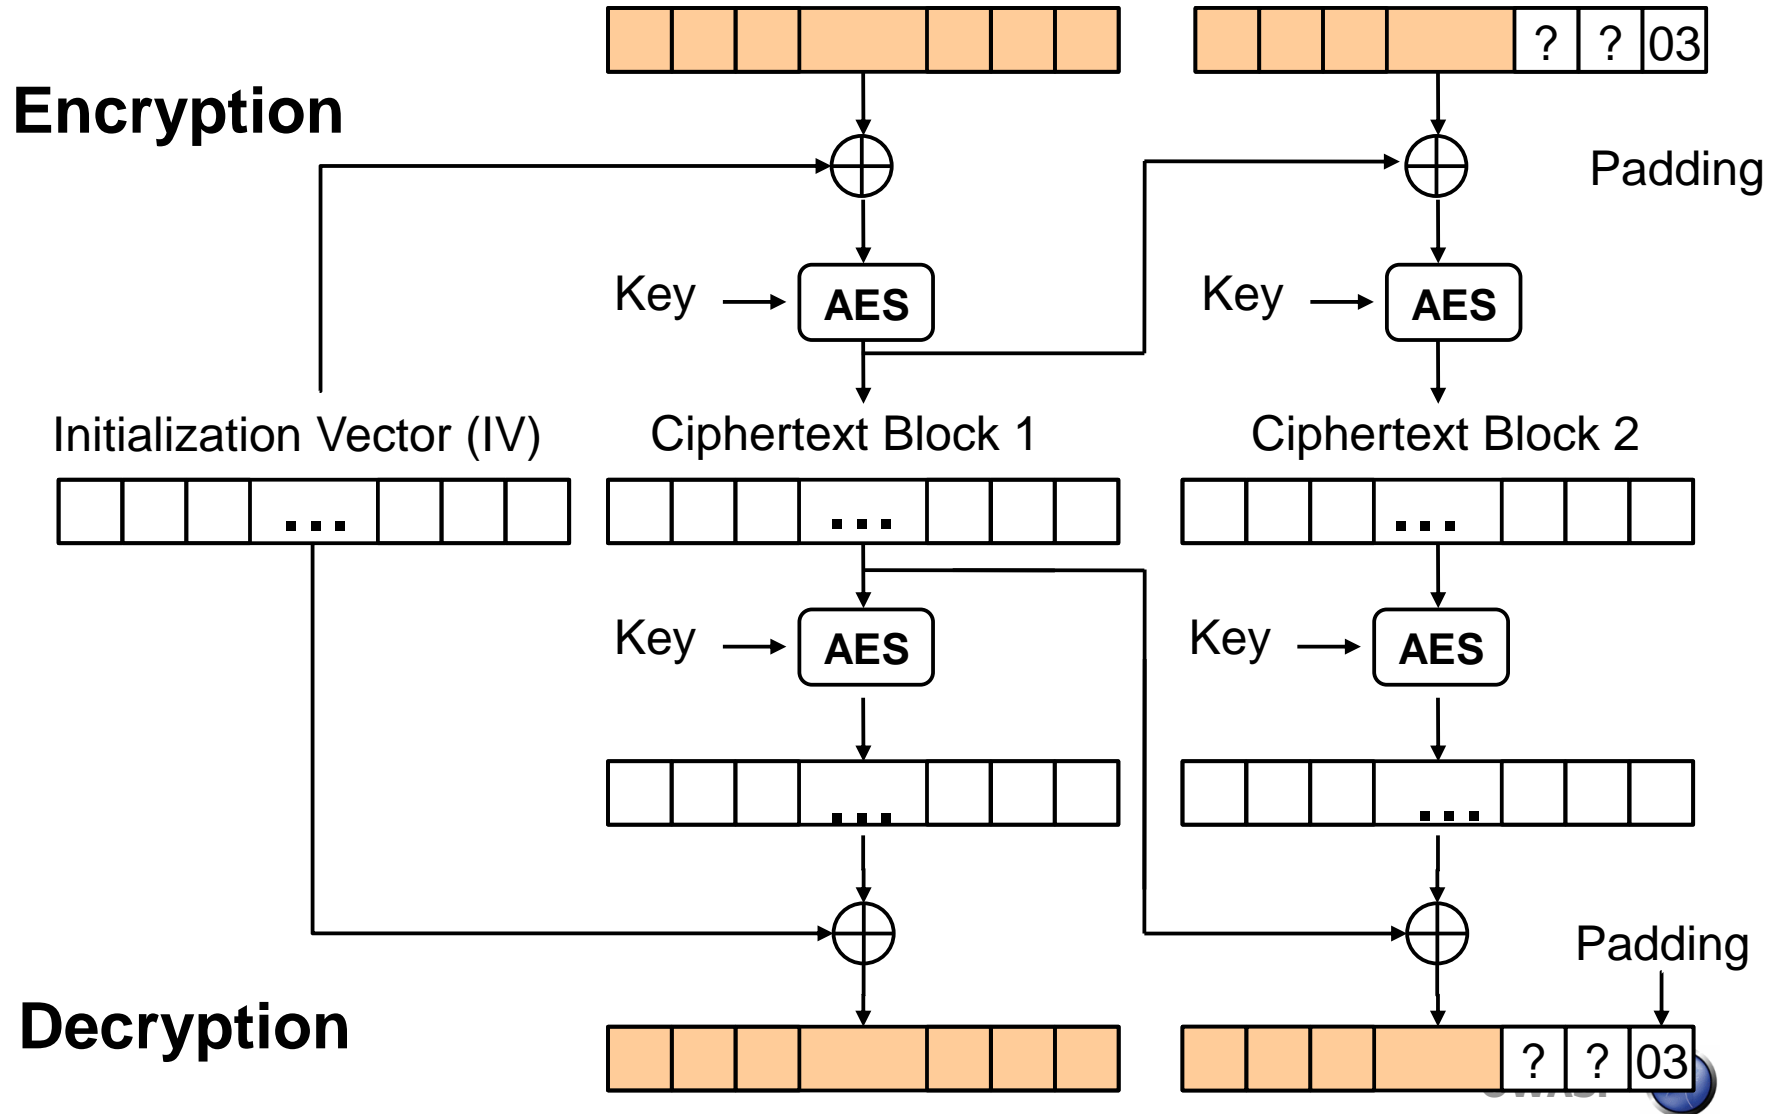 ? ? 03
Encryption
Padding
Key AES Key AES
Initialization Vector (IV) Ciphertext Block 1 Ciphertext Block 2
... ... ...
Key AES Key AES
... ...
Padding
Decryption
? ? 03